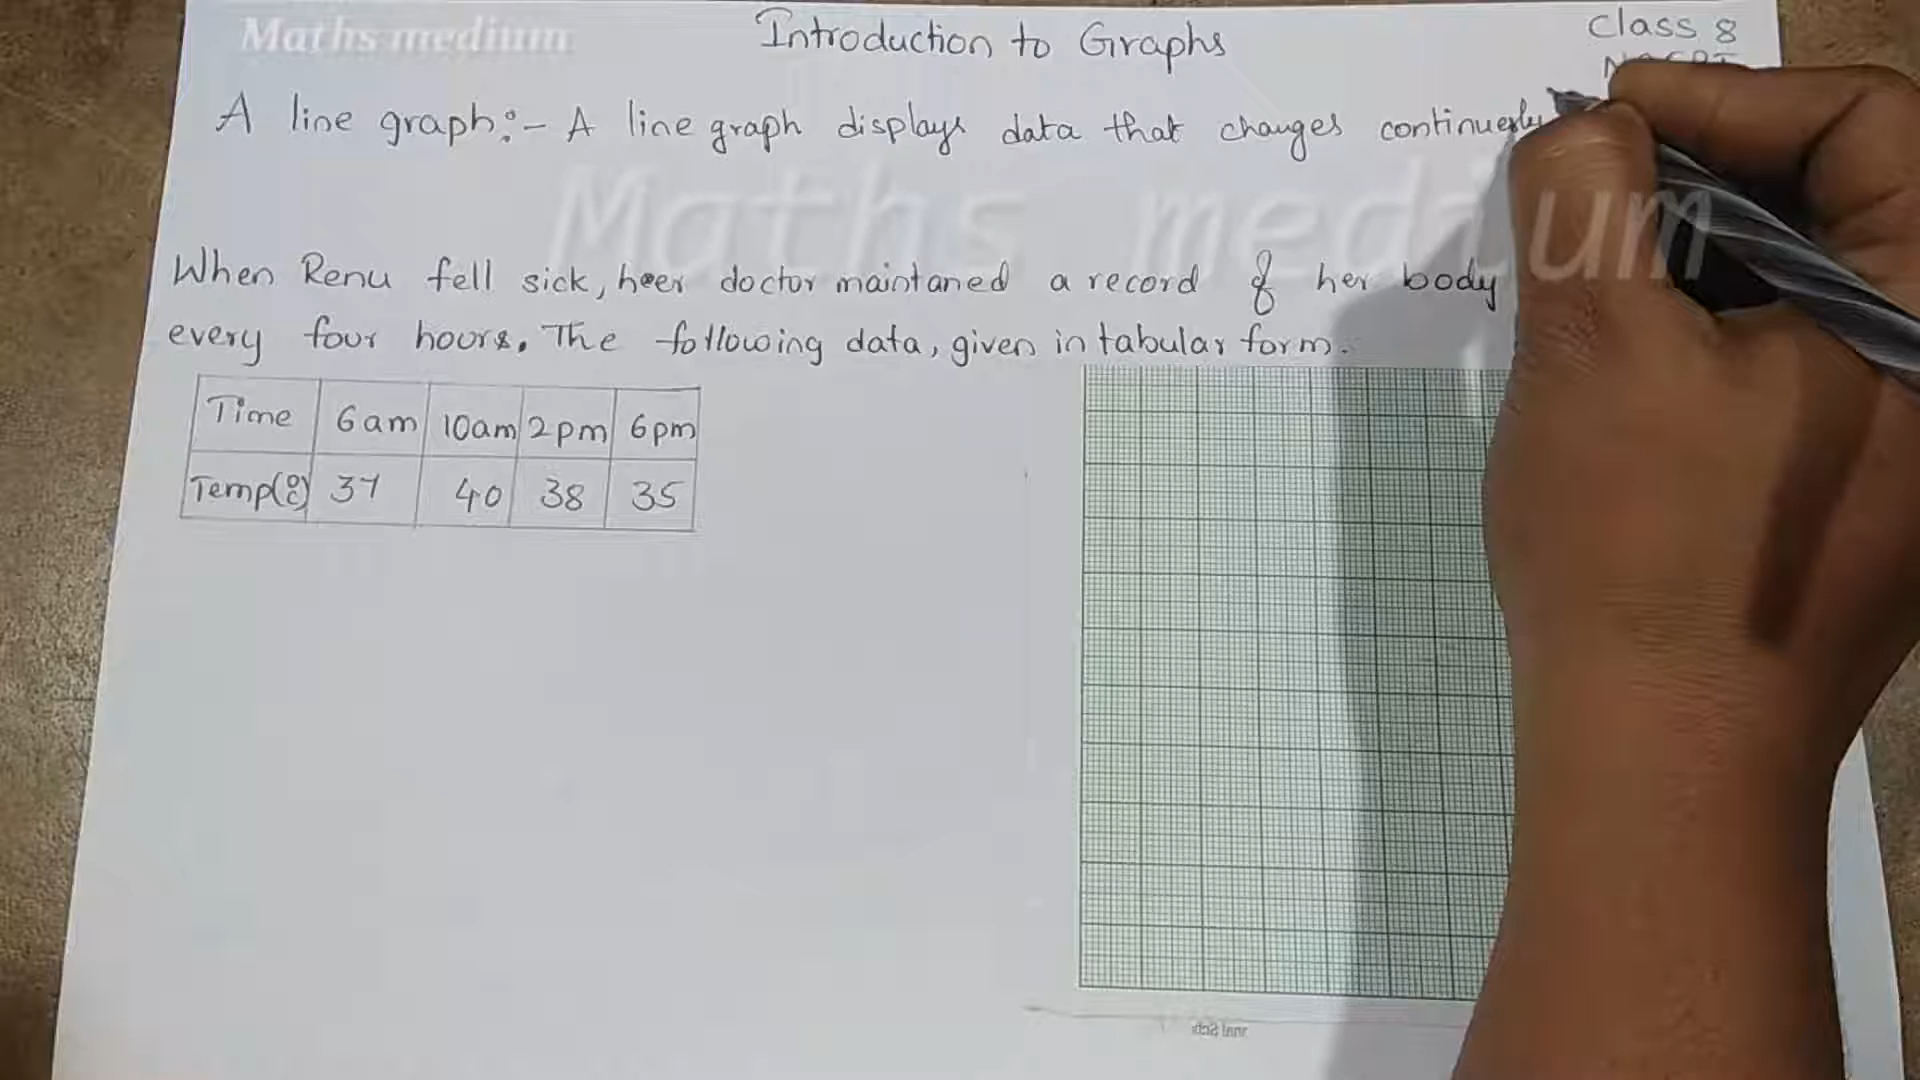 Maths medium
Introduction to Graphs
Class 8
A line graph:- A line graph displays data that changes continuesly
Maths medium
When Renu fell sick, heer doctor maintaned a record of her body
every four hours. The following data, given in tabular form.
Time 6am 10am 2pm 6pm
Temp(°C) 37 40 38 35